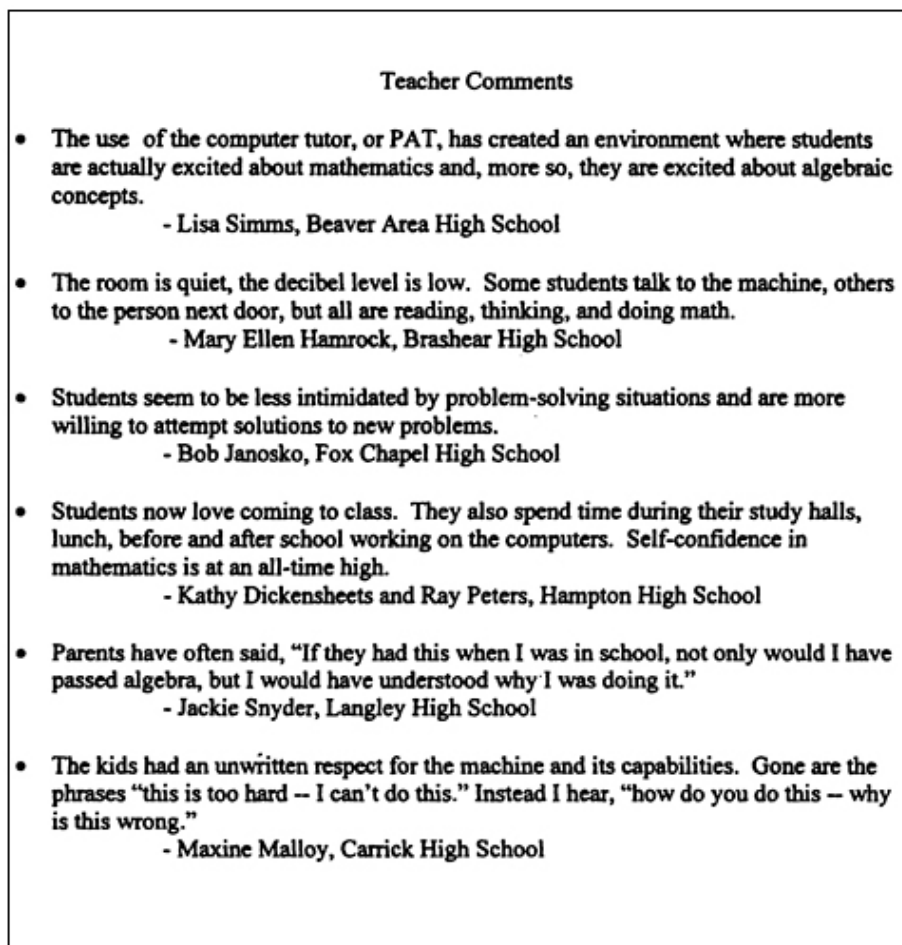 Teacher Comments
• The use of the computer tutor, or PAT, has created an environment where students
are actually excited about mathematics and, more so, they are excited about algebraic
concepts.
- Lisa Simms, Beaver Area High School
• The room is quiet, the decibel level is low. Some students talk to the machine, others
to the person next door, but all are reading, thinking, and doing math.
- Mary Ellen Hamrock, Brashear High School
• Students seem to be less intimidated by problem-solving situations and are more
willing to attempt solutions to new problems.
- Bob Janosko, Fox Chapel High School
• Students now love coming to class. They also spend time during their study halls,
lunch, before and after school working on the computers. Self-confidence in
mathematics is at an all-time high.
- Kathy Dickensheets and Ray Peters, Hampton High School
• Parents have often said, “If they had this when I was in school, not only would I have
passed algebra, but I would have understood why I was doing it.”
- Jackie Snyder, Langley High School
• The kids had an unwritten respect for the machine and its capabilities. Gone are the
phrases “this is too hard -- I can't do this.” Instead I hear, “how do you do this -- why
is this wrong.”
- Maxine Malloy, Carrick High School